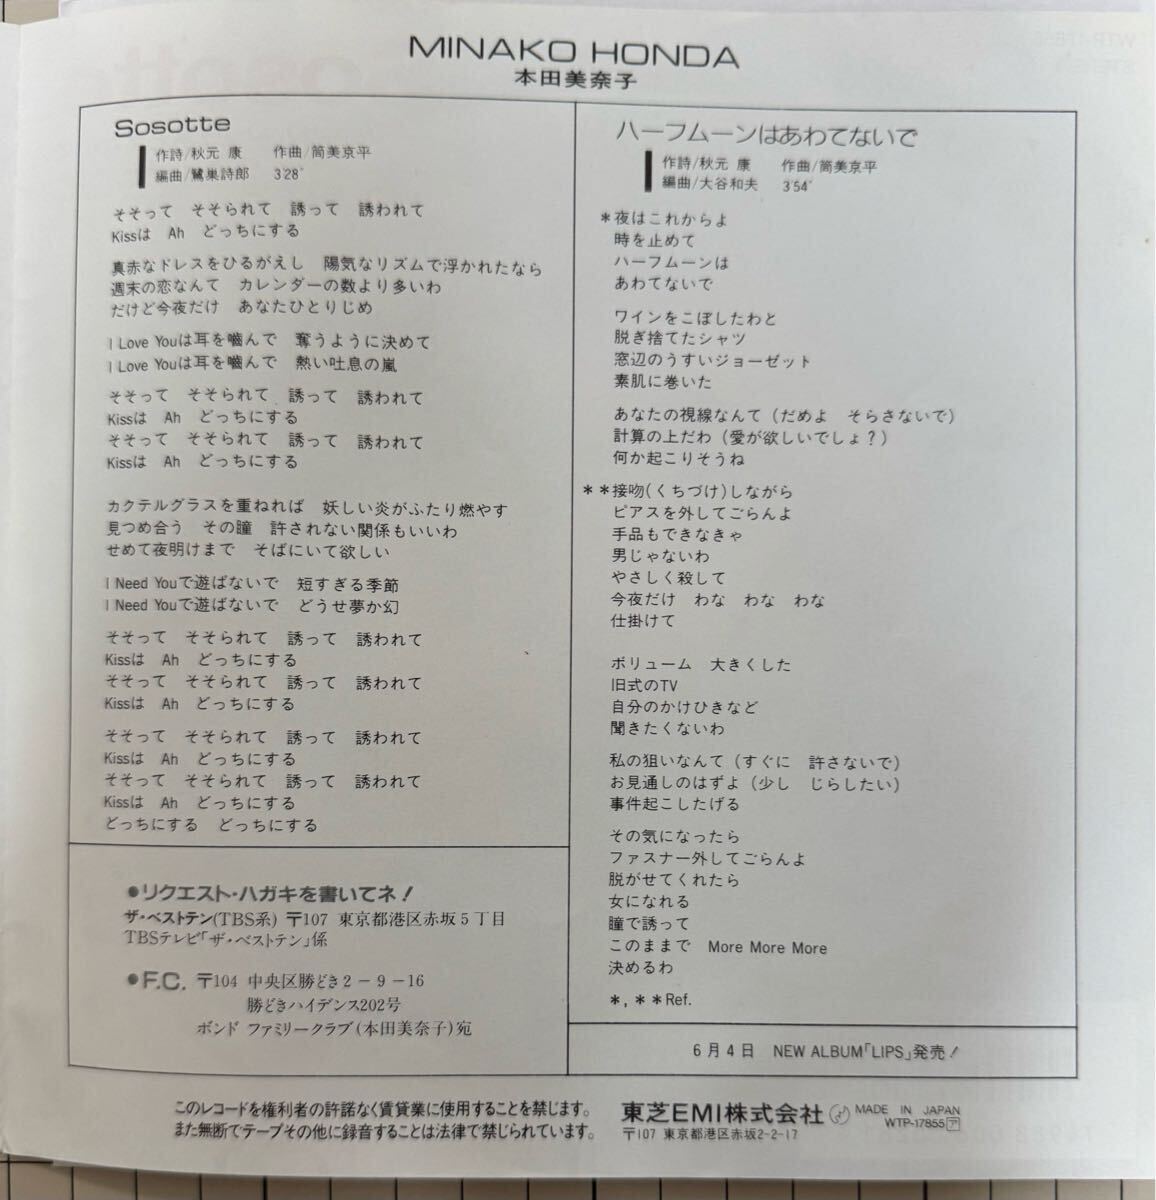 MINAKO HONDA
本田美奈子
Sosotte
作詩/秋元 康　作曲/筒美京平
編曲/鷺巣詩郎　3'28"
そそって　そそられて　誘って　誘われて
Kissは　Ah　どっちにする
真赤なドレスをひるがえし　陽気なリズムで浮かれたなら
週末の恋なんて　カレンダーの数より多いわ
だけど今夜だけ　あなたひとりじめ
I Love Youは耳を嚙んで　奪うように決めて
I Love Youは耳を嚙んで　熱い吐息の嵐
そそって　そそられて　誘って　誘われて
Kissは　Ah　どっちにする
そそって　そそられて　誘って　誘われて
Kissは　Ah　どっちにする
カクテルグラスを重ねれば　妖しい炎がふたり燃やす
見つめ合う　その瞳　許されない関係もいいわ
せめて夜明けまで　そばにいて欲しい
I Need Youで遊ばないで　短すぎる季節
I Need Youで遊ばないで　どうせ夢か幻
そそって　そそられて　誘って　誘われて
Kissは　Ah　どっちにする
そそって　そそられて　誘って　誘われて
Kissは　Ah　どっちにする
そそって　そそられて　誘って　誘われて
Kissは　Ah　どっちにする
そそって　そそられて　誘って　誘われて
Kissは　Ah　どっちにする
どっちにする　どっちにする
●リクエスト・ハガキを書いてネ！
ザ・ベストテン(TBS系) 〒107 東京都港区赤坂5丁目
TBSテレビ「ザ・ベストテン」係
●F.C. 〒104 中央区勝どき2－9－16
勝どきハイデンス202号
ボンド ファミリークラブ(本田美奈子)宛
ハーフムーンはあわてないで
作詩/秋元 康　作曲/筒美京平
編曲/大谷和夫　3'54"
＊夜はこれからよ
時を止めて
ハーフムーンは
あわてないで
ワインをこぼしたわと
脱ぎ捨てたシャツ
窓辺のうすいジョーゼット
素肌に巻いた
あなたの視線なんて（だめよ　そらさないで）
計算の上だわ（愛が欲しいでしょ？）
何か起こりそうね
＊＊接吻(くちづけ)しながら
ピアスを外してごらんよ
手品もできなきゃ
男じゃないわ
やさしく殺して
今夜だけ　わな　わな　わな
仕掛けて
ボリューム　大きくした
旧式のTV
自分のかけひきなど
聞きたくないわ
私の狙いなんて（すぐに　許さないで）
お見通しのはずよ（少し　じらしたい）
事件起こしたげる
その気になったら
ファスナー外してごらんよ
脱がせてくれたら
女になれる
瞳で誘って
このままで　More More More
決めるわ
＊，＊＊Ref.
6月4日　NEW ALBUM「LIPS」発売！
このレコードを権利者の許諾なく賃貸業に使用することを禁じます。
また無断でテープその他に録音することは法律で禁じられています。
東芝EMI株式会社
〒107 東京都港区赤坂2-2-17
MADE IN JAPAN
WTP-17855 ア